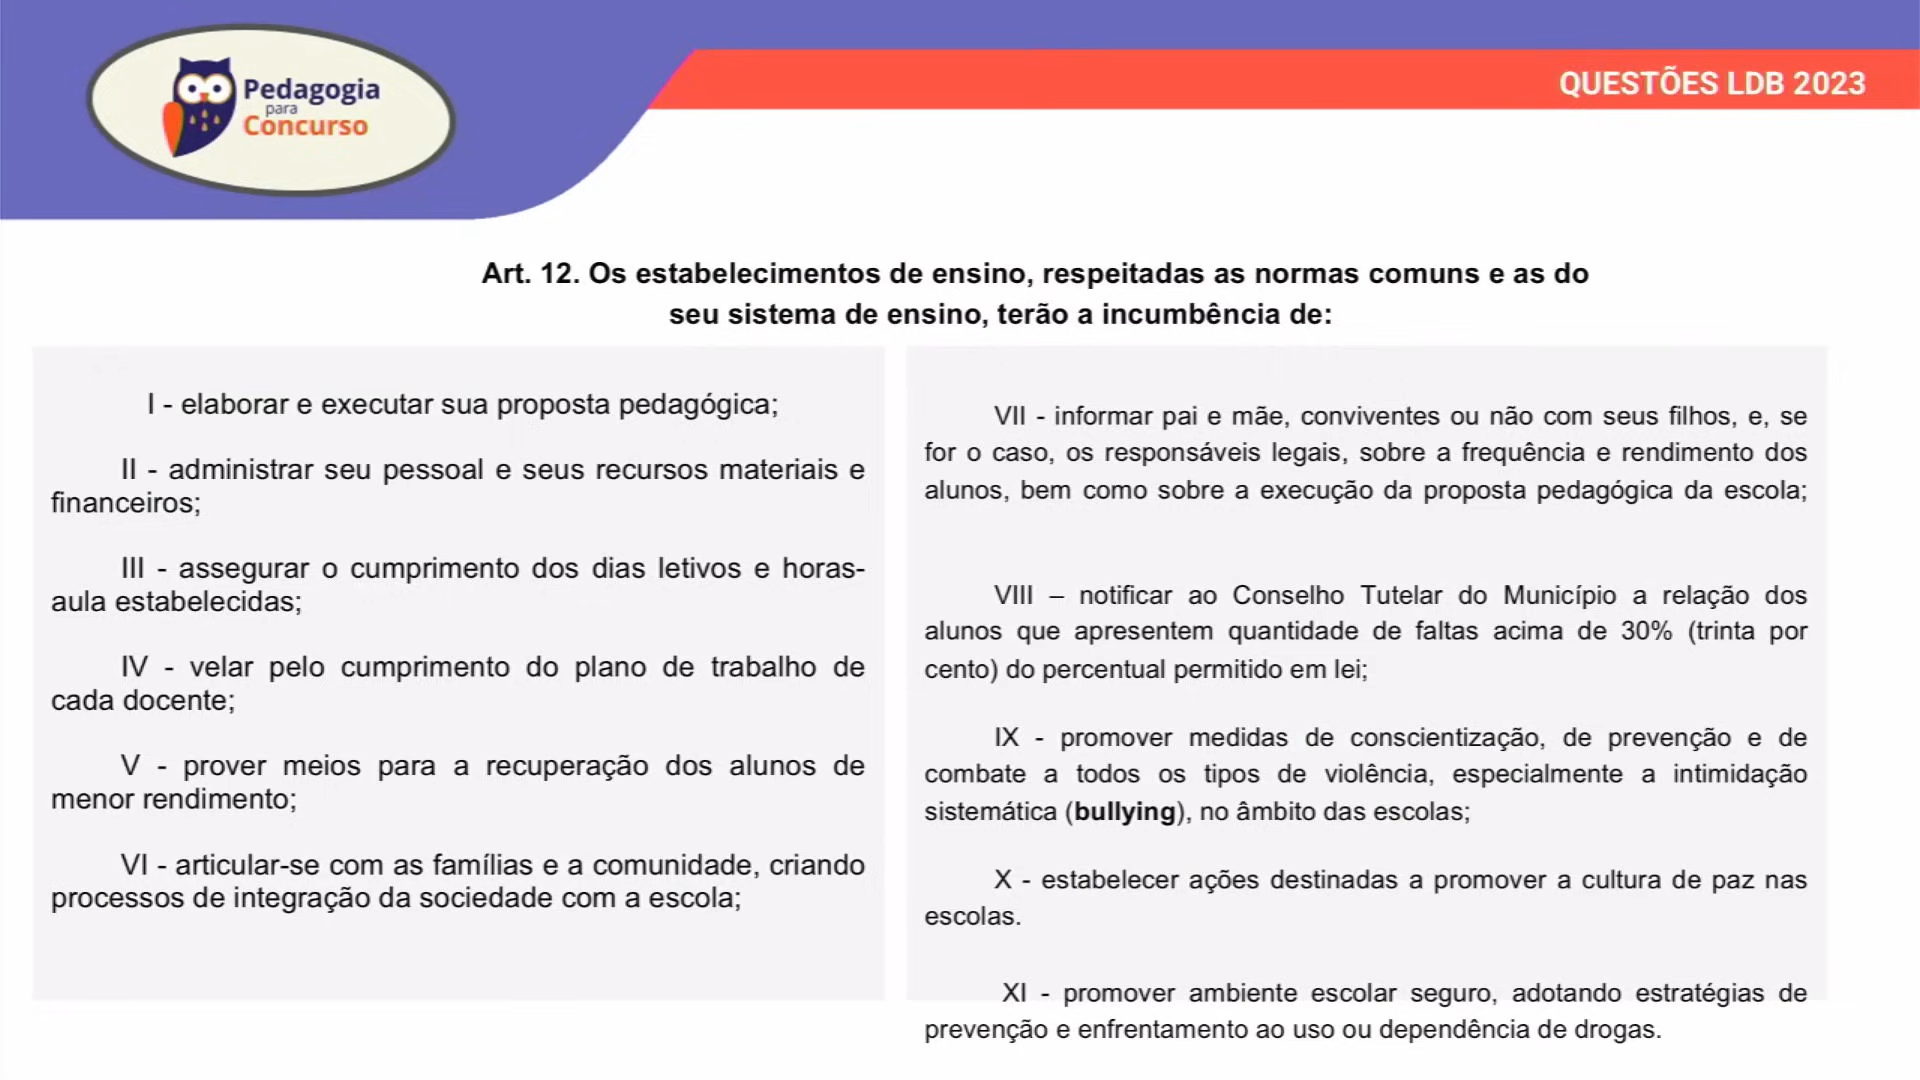 Pedagogia
para
Concurso
QUESTÕES LDB 2023
Art. 12. Os estabelecimentos de ensino, respeitadas as normas comuns e as do
seu sistema de ensino, terão a incumbência de:
I - elaborar e executar sua proposta pedagógica;
II - administrar seu pessoal e seus recursos materiais e
financeiros;
III - assegurar o cumprimento dos dias letivos e horas-
aula estabelecidas;
IV - velar pelo cumprimento do plano de trabalho de
cada docente;
V - prover meios para a recuperação dos alunos de
menor rendimento;
VI - articular-se com as famílias e a comunidade, criando
processos de integração da sociedade com a escola;
VII - informar pai e mãe, conviventes ou não com seus filhos, e, se
for o caso, os responsáveis legais, sobre a frequência e rendimento dos
alunos, bem como sobre a execução da proposta pedagógica da escola;
VIII – notificar ao Conselho Tutelar do Município a relação dos
alunos que apresentem quantidade de faltas acima de 30% (trinta por
cento) do percentual permitido em lei;
IX - promover medidas de conscientização, de prevenção e de
combate a todos os tipos de violência, especialmente a intimidação
sistemática (bullying), no âmbito das escolas;
X - estabelecer ações destinadas a promover a cultura de paz nas
escolas.
XI - promover ambiente escolar seguro, adotando estratégias de
prevenção e enfrentamento ao uso ou dependência de drogas.